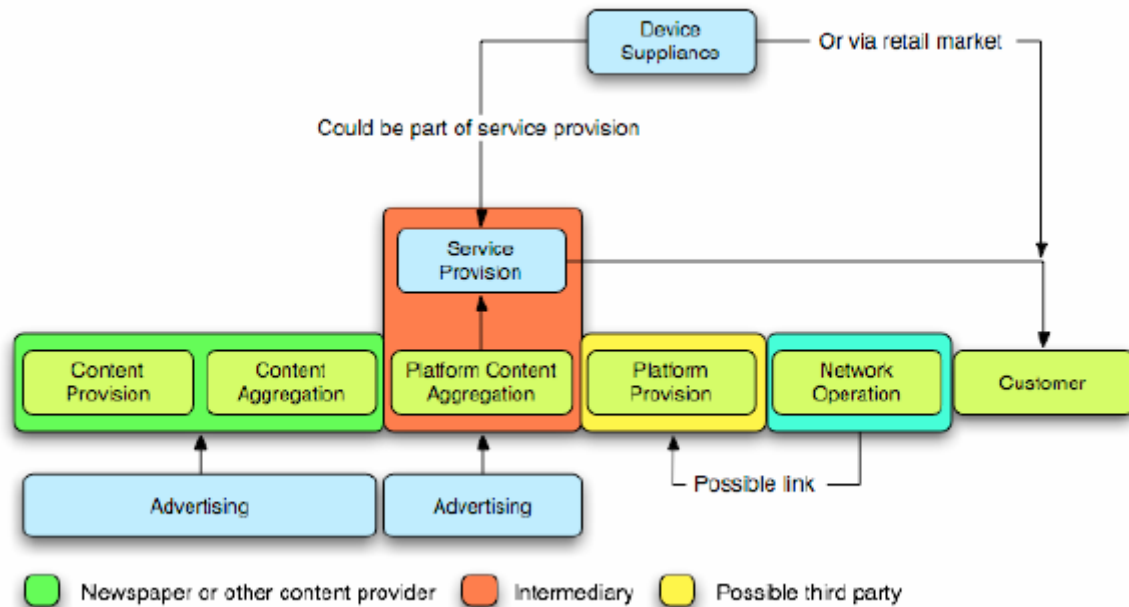 Device
Suppliance
Or via retail market
Could be part of service provision
Service
Provision
Content
Provision
Content
Aggregation
Platform Content
Aggregation
Platform
Provision
Network
Operation
Customer
Advertising
Advertising
Possible link
Newspaper or other content provider
Intermediary
Possible third party